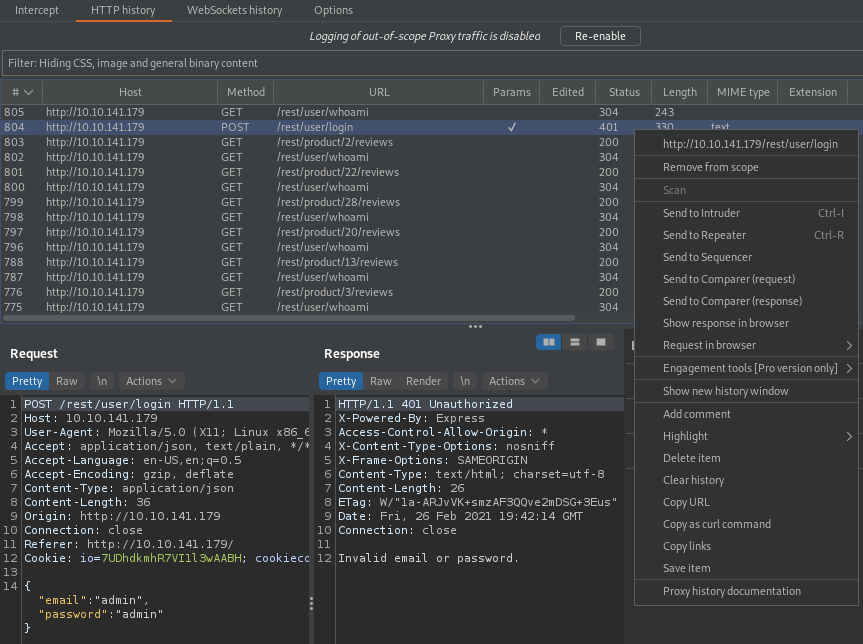 Intercept HTTP history WebSockets history Options
Logging of out-of-scope Proxy traffic is disabled Re-enable
Filter: Hiding CSS, image and general binary content
# Host Method URL Params Edited Status Length MIME type Extension
805 http://10.10.141.179 GET /rest/user/whoami 304 243
804 http://10.10.141.179 POST /rest/user/login ✓ 401 330 text
803 http://10.10.141.179 GET /rest/product/2/reviews 200
802 http://10.10.141.179 GET /rest/user/whoami 304
801 http://10.10.141.179 GET /rest/product/22/reviews 200
800 http://10.10.141.179 GET /rest/user/whoami 304
799 http://10.10.141.179 GET /rest/product/28/reviews 200
798 http://10.10.141.179 GET /rest/user/whoami 304
797 http://10.10.141.179 GET /rest/product/20/reviews 200
796 http://10.10.141.179 GET /rest/user/whoami 304
788 http://10.10.141.179 GET /rest/product/13/reviews 200
787 http://10.10.141.179 GET /rest/user/whoami 304
776 http://10.10.141.179 GET /rest/product/3/reviews 200
775 http://10.10.141.179 GET /rest/user/whoami 304
http://10.10.141.179/rest/user/login
Remove from scope
Scan
Send to Intruder Ctrl-I
Send to Repeater Ctrl-R
Send to Sequencer
Send to Comparer (request)
Send to Comparer (response)
Show response in browser
Request in browser
Engagement tools [Pro version only]
Show new history window
Add comment
Highlight
Delete item
Clear history
Copy URL
Copy as curl command
Copy links
Save item
Proxy history documentation
Request
Pretty Raw \n Actions
1 POST /rest/user/login HTTP/1.1
2 Host: 10.10.141.179
3 User-Agent: Mozilla/5.0 (X11; Linux x86_6
4 Accept: application/json, text/plain, */*
5 Accept-Language: en-US,en;q=0.5
6 Accept-Encoding: gzip, deflate
7 Content-Type: application/json
8 Content-Length: 36
9 Origin: http://10.10.141.179
10 Connection: close
11 Referer: http://10.10.141.179/
12 Cookie: io=7UDhdkmhR7VI1l3wAABH; cookieco
13
14 {
"email":"admin",
"password":"admin"
}
Response
Pretty Raw Render \n Actions
1 HTTP/1.1 401 Unauthorized
2 X-Powered-By: Express
3 Access-Control-Allow-Origin: *
4 X-Content-Type-Options: nosniff
5 X-Frame-Options: SAMEORIGIN
6 Content-Type: text/html; charset=utf-8
7 Content-Length: 26
8 ETag: W/"1a-ARJvVK+smzAF3QQve2mDSG+3Eus"
9 Date: Fri, 26 Feb 2021 19:42:14 GMT
10 Connection: close
11
12 Invalid email or password.